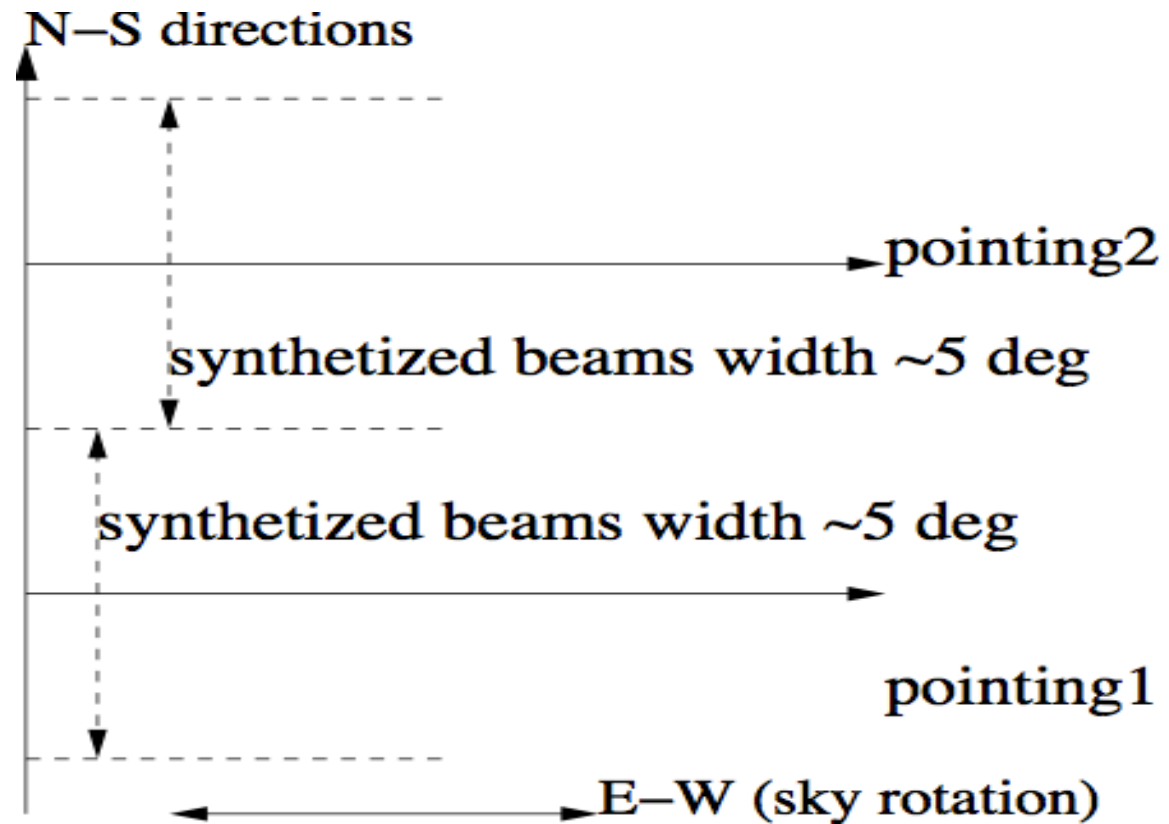 N–S directions
pointing2
synthetized beams width ~5 deg
synthetized beams width ~5 deg
pointing1
E–W (sky rotation)